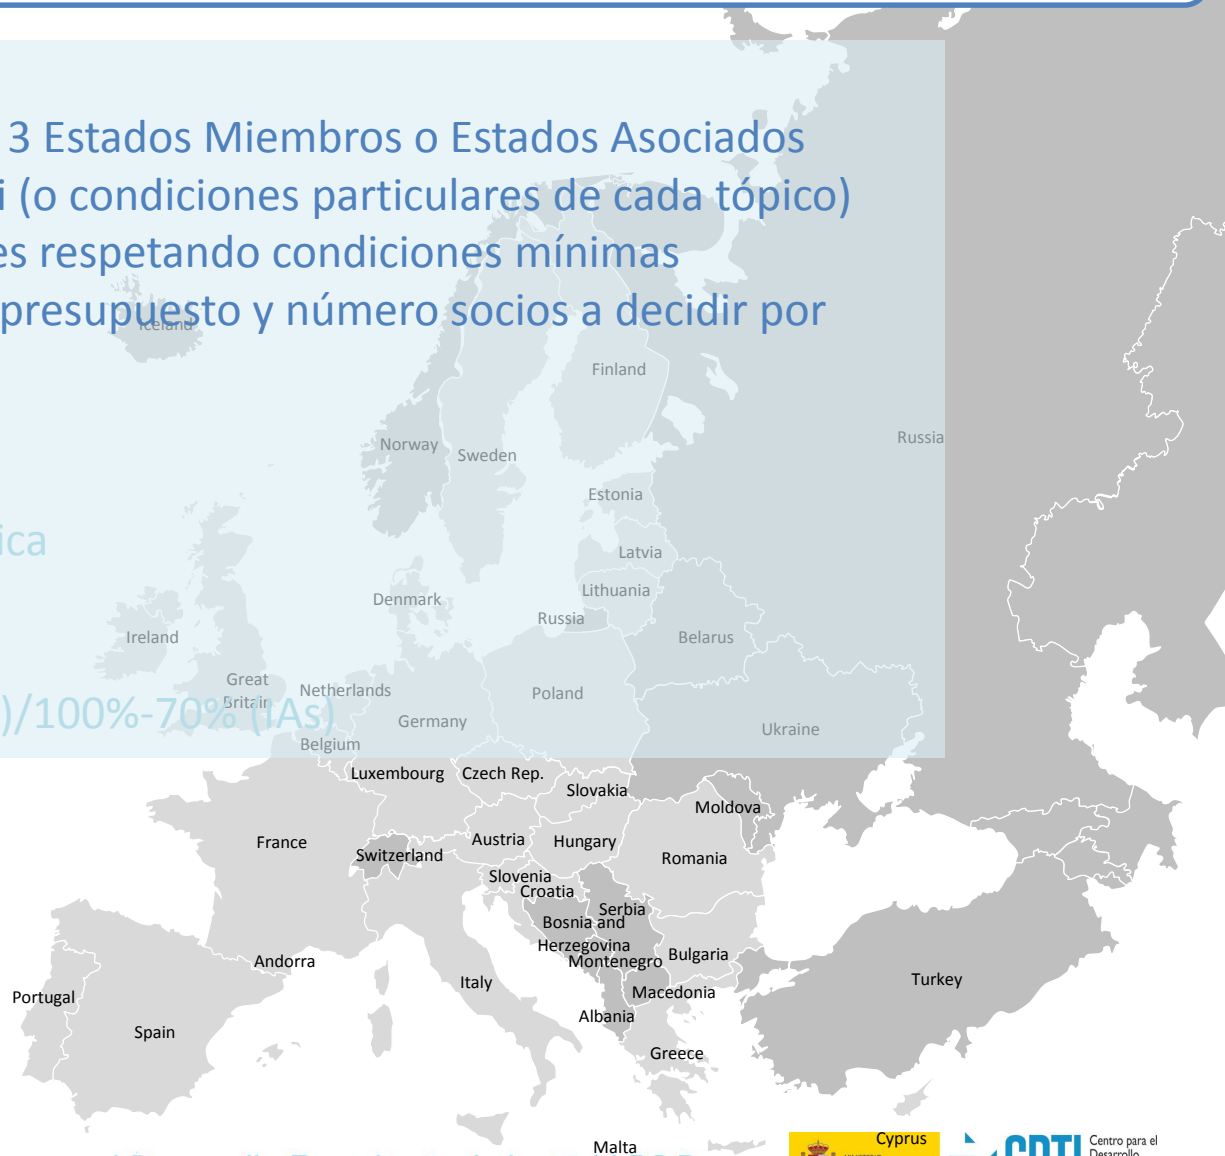 3 Estados Miembros o Estados Asociados
i (o condiciones particulares de cada tópico)
es respetando condiciones mínimas
presupuesto y número socios a decidir por
Iceland
Finland
Norway
Sweden
Russia
Estonia
ica
Latvia
Lithuania
Denmark
Russia
Ireland
Belarus
Great
Britain
Netherlands
Poland
)/100%-70% (IAs)
Germany
Ukraine
Belgium
Luxembourg
Czech Rep.
Slovakia
Moldova
France
Switzerland
Austria
Hungary
Romania
Slovenia
Croatia
Serbia
Bosnia and
Herzegovina
Montenegro
Bulgaria
Andorra
Italy
Turkey
Portugal
Macedonia
Albania
Spain
Greece
Malta
Cyprus
CDTI
Centro para el
Desarrollo